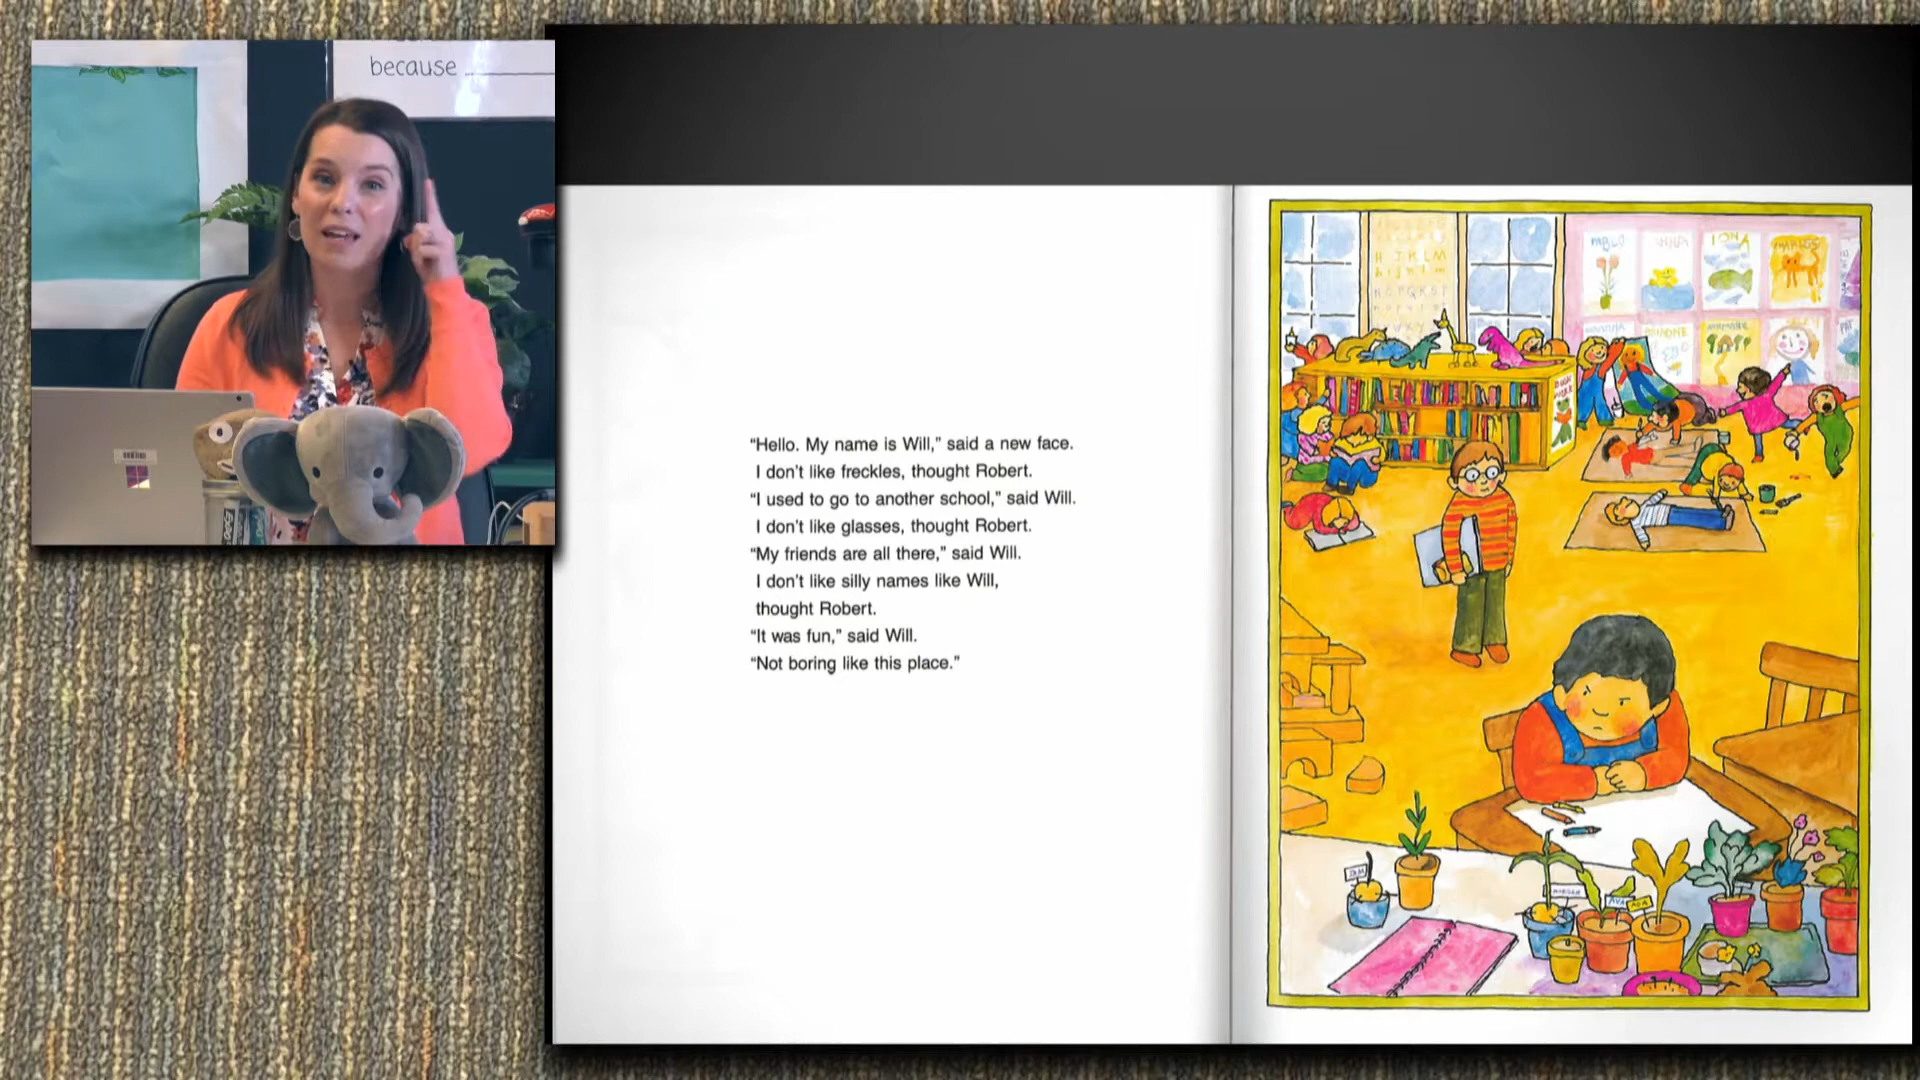 because
“Hello. My name is Will,” said a new face.
I don’t like freckles, thought Robert.
“I used to go to another school,” said Will.
I don’t like glasses, thought Robert.
“My friends are all there,” said Will.
I don’t like silly names like Will,
thought Robert.
“It was fun,” said Will.
“Not boring like this place.”
PABLO
IONA